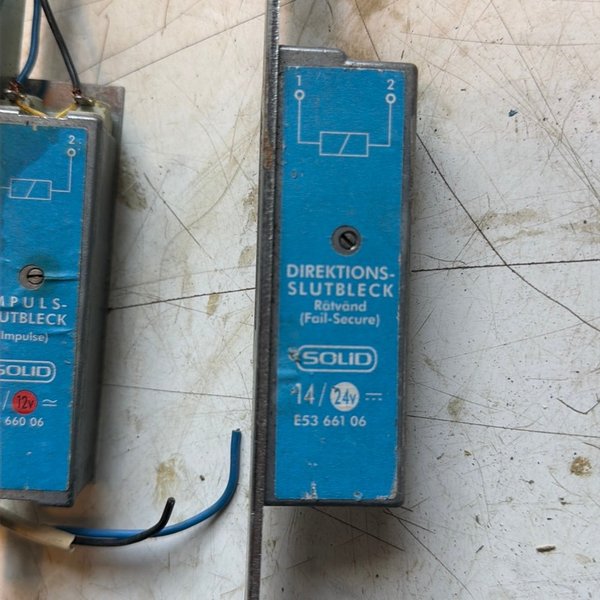 2
MPULS-
UTBLECK
Impulse)
SOLID
/ 12v ≃
660 06
1 2
DIREKTIONS-
SLUTBLECK
Rätvänd
(Fail-Secure)
SOLID
14/ 24v ⎓
E53 661 06